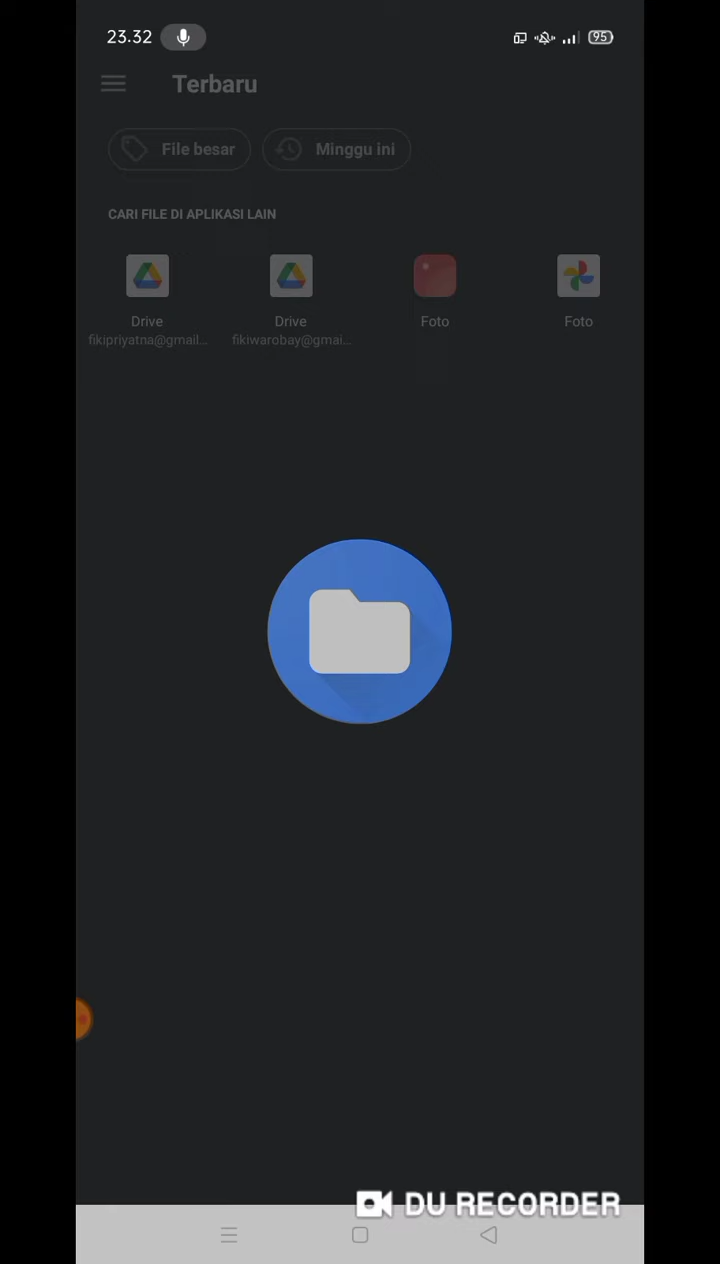 23.32
95
Terbaru
File besar
Minggu ini
CARI FILE DI APLIKASI LAIN
Drive
fikipriyatna@gmail...
Drive
fikiwarobay@gmai...
Foto
Foto
DU RECORDER